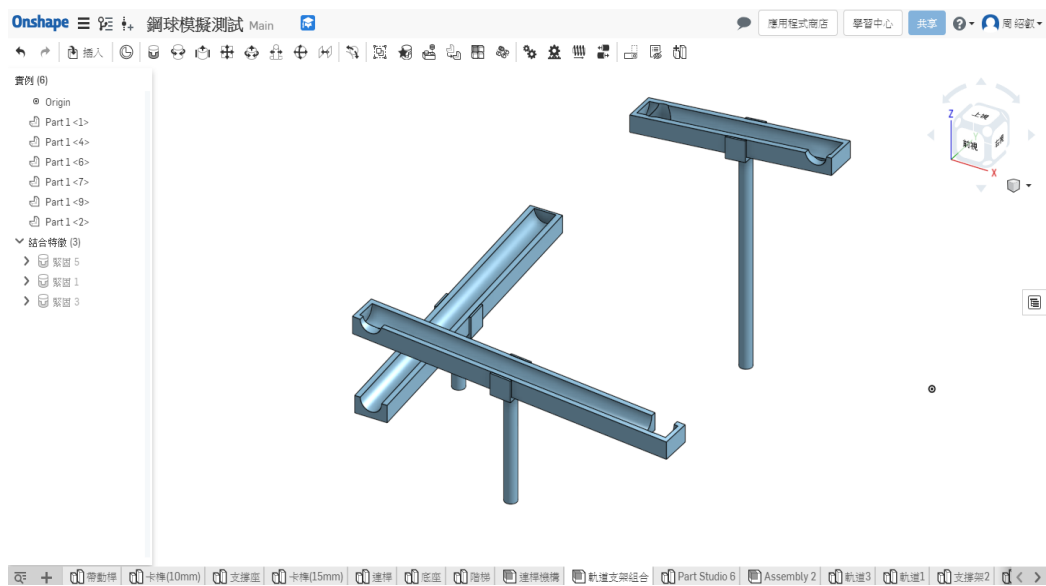 Onshape 鋼球模擬測試 Main 應用程式商店 學習中心 共享 周紹叡
插入
實例 (6)
Origin
Part 1 <1>
Part 1 <4>
Part 1 <6>
Part 1 <7>
Part 1 <9>
Part 1 <2>
結合特徵 (3)
緊固 5
緊固 1
緊固 3
Z 上視
前視 右視
X
帶動桿 卡榫(10mm) 支撐座 卡榫(15mm) 連桿 底座 階梯 連桿機構 軌道支架組合 Part Studio 6 Assembly 2 軌道3 軌道1 支撐架2